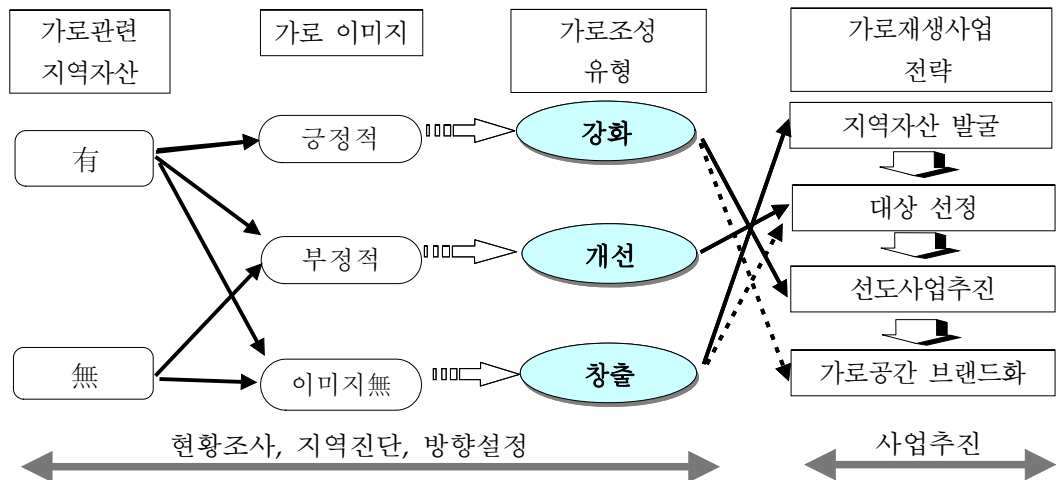 가로관련
지역자산
가로 이미지
가로조성
유형
가로재생사업
전략
有
無
긍정적
부정적
이미지無
강화
개선
창출
지역자산 발굴
대상 선정
선도사업추진
가로공간 브랜드화
현황조사, 지역진단, 방향설정
사업추진